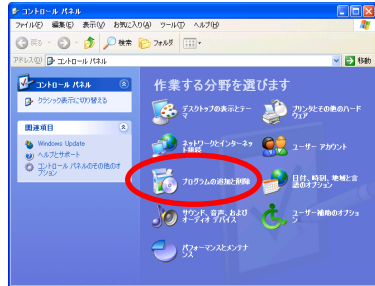 コントロール パネル
ファイル(F) 編集(E) 表示(V) お気に入り(A) ツール(T) ヘルプ(H)
戻る 検索 フォルダ
アドレス(D) コントロール パネル 移動
コントロール パネル
クラシック表示に切り替える
関連項目
Windows Update
ヘルプとサポート
コントロール パネルのその他のオ
プション
作業する分野を選びます
デスクトップの表示とテー
マ
プリンタとその他のハード
ウェア
ネットワークとインターネッ
ト接続
ユーザー アカウント
プログラムの追加と削除
日付、時刻、地域と言
語のオプション
サウンド、音声、および
オーディオ デバイス
ユーザー補助のオプショ
ン
パフォーマンスとメンテナ
ンス